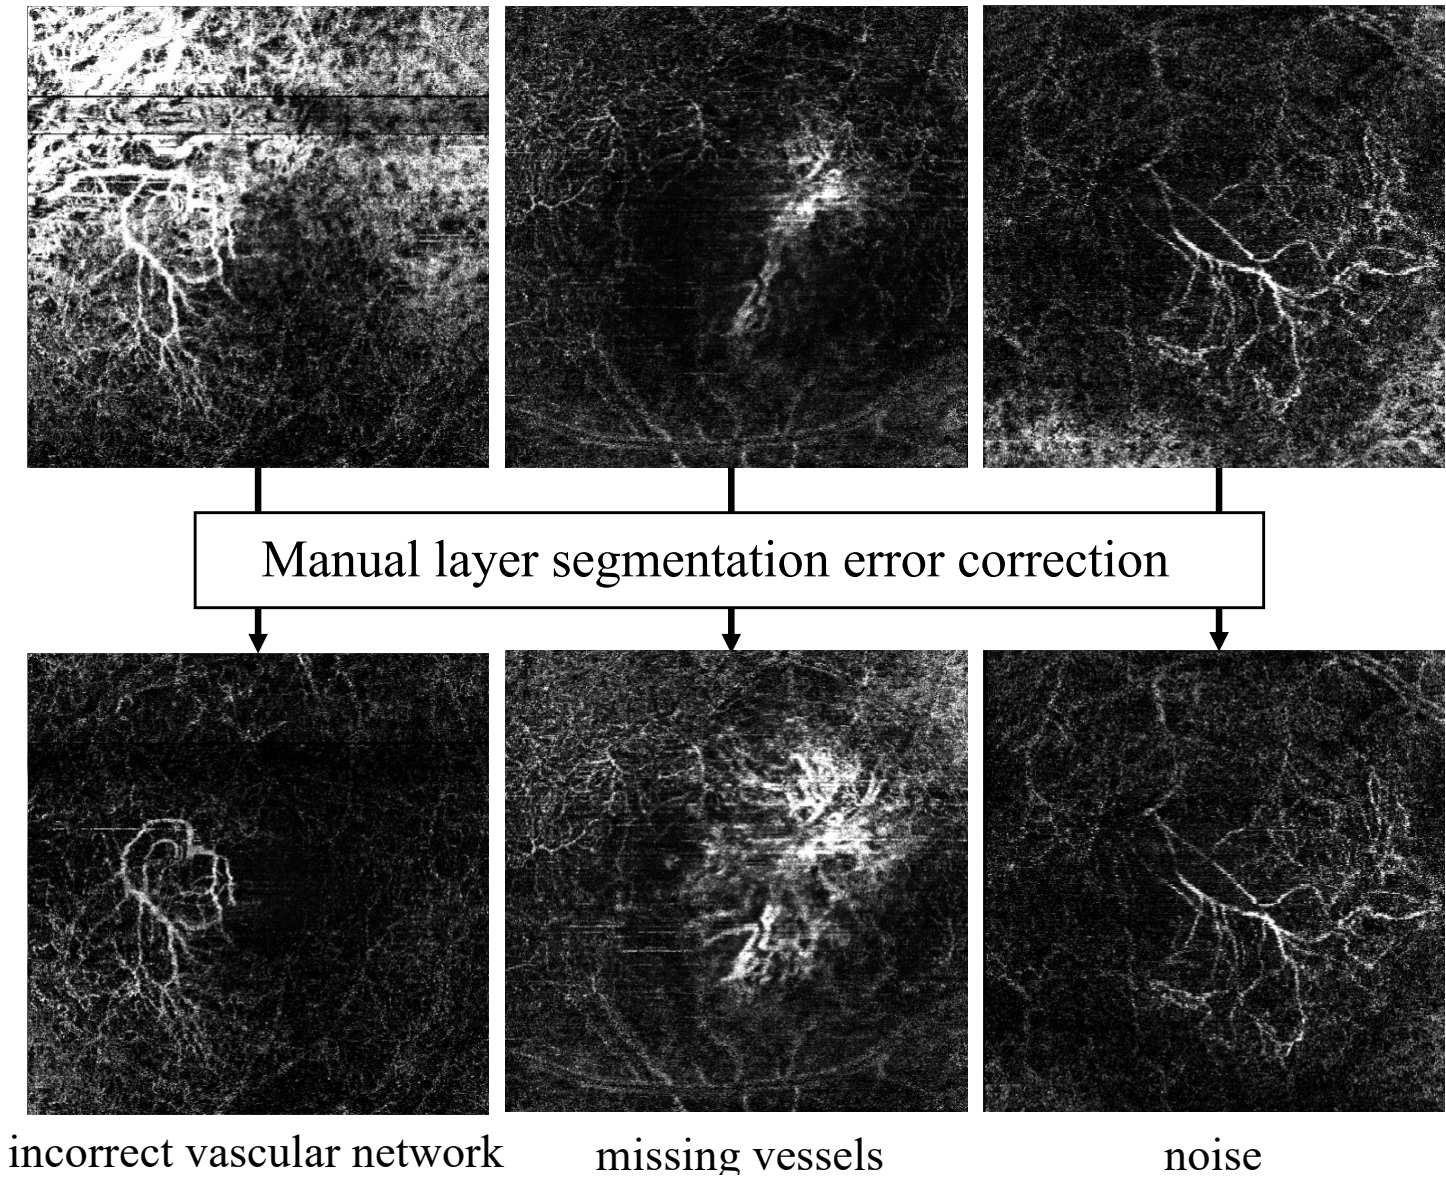 Manual layer segmentation error correction
incorrect vascular network
missing vessels
noise